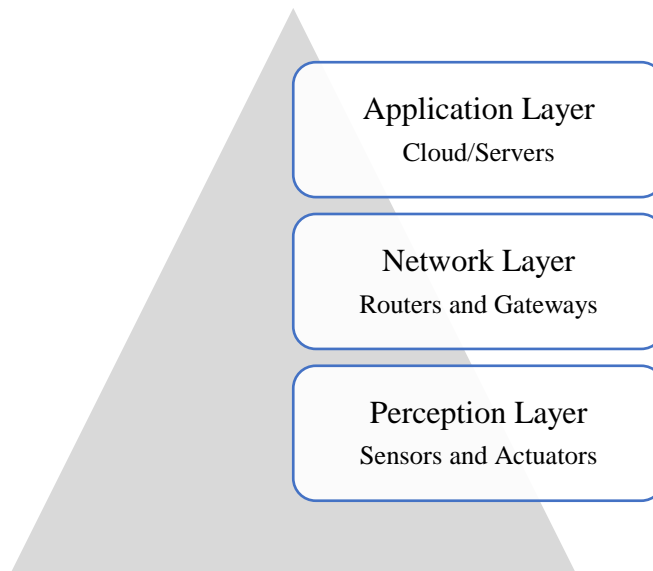 Application Layer
Cloud/Servers
Network Layer
Routers and Gateways
Perception Layer
Sensors and Actuators